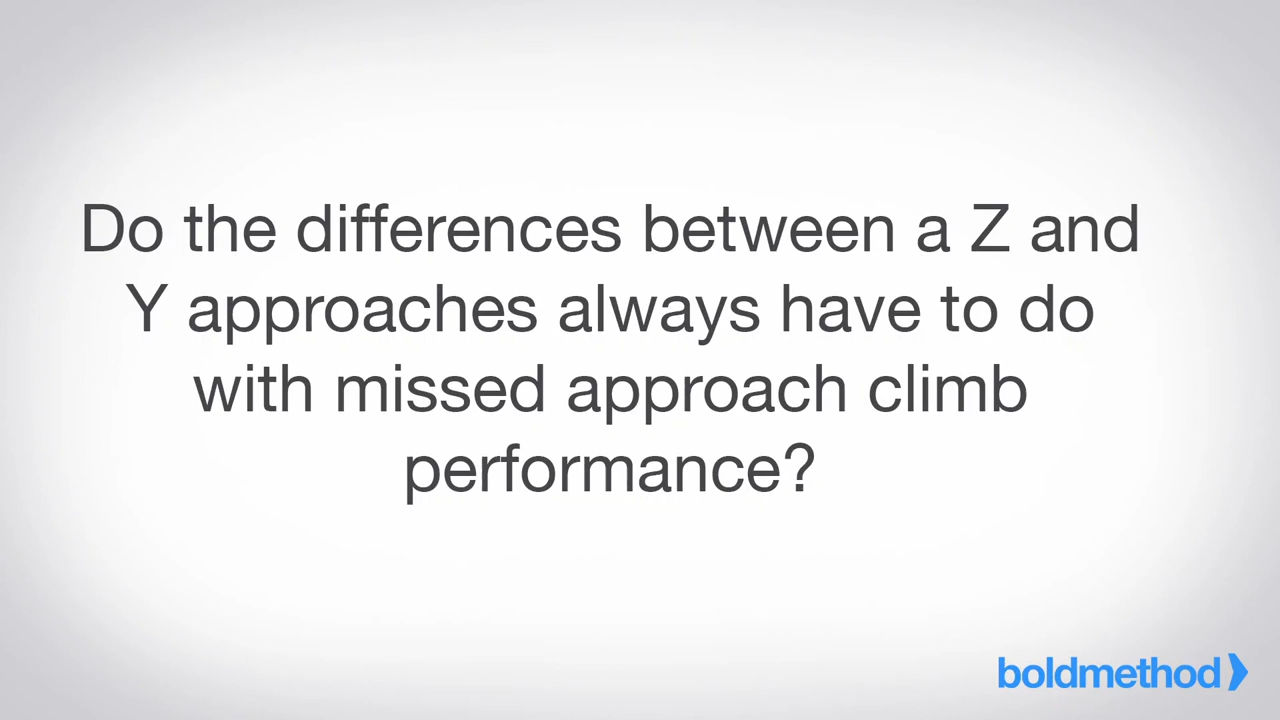 Do the differences between a Z and
Y approaches always have to do
with missed approach climb
performance?
boldmethod